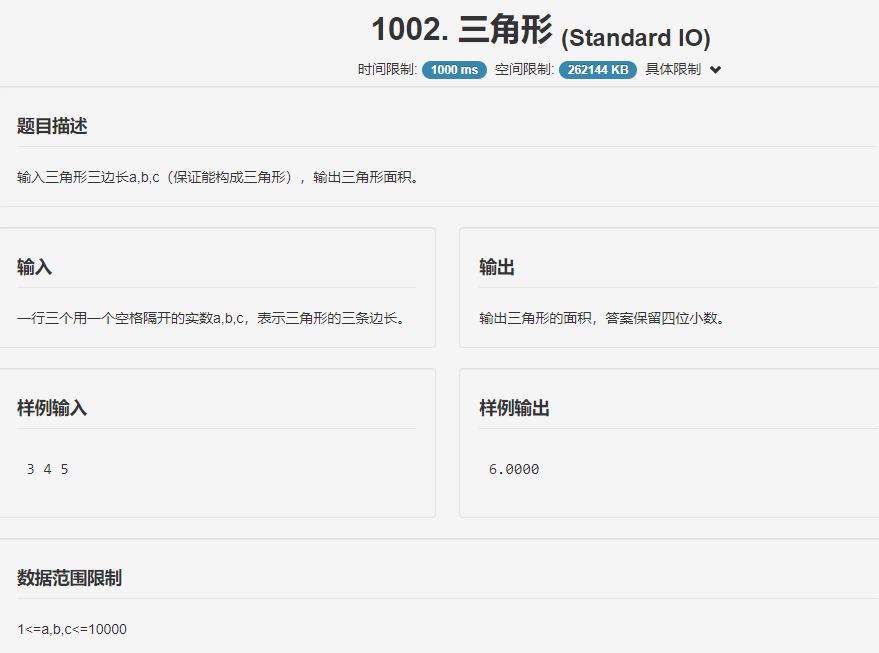 1002. 三角形 (Standard IO)
时间限制: 1000 ms 空间限制: 262144 KB 具体限制
题目描述
输入三角形三边长a,b,c（保证能构成三角形），输出三角形面积。
输入
一行三个用一个空格隔开的实数a,b,c，表示三角形的三条边长。
输出
输出三角形的面积，答案保留四位小数。
样例输入
3 4 5
样例输出
6.0000
数据范围限制
1<=a,b,c<=10000